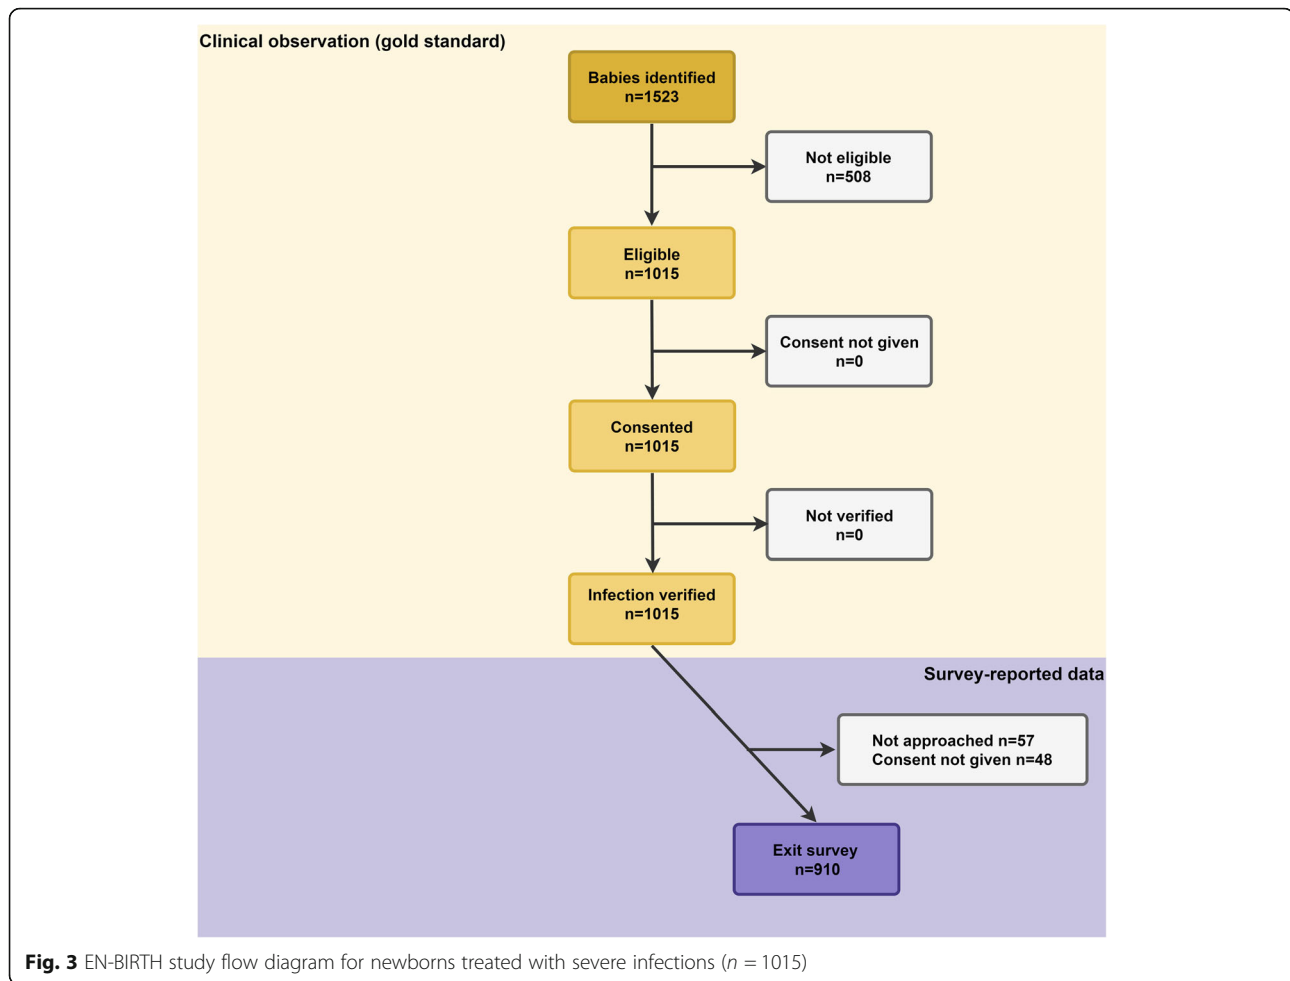 Clinical observation (gold standard)
Babies identified
n=1523
Not eligible
n=508
Eligible
n=1015
Consent not given
n=0
Consented
n=1015
Not verified
n=0
Infection verified
n=1015
Survey-reported data
Not approached n=57
Consent not given n=48
Exit survey
n=910
Fig. 3 EN-BIRTH study flow diagram for newborns treated with severe infections (n = 1015)